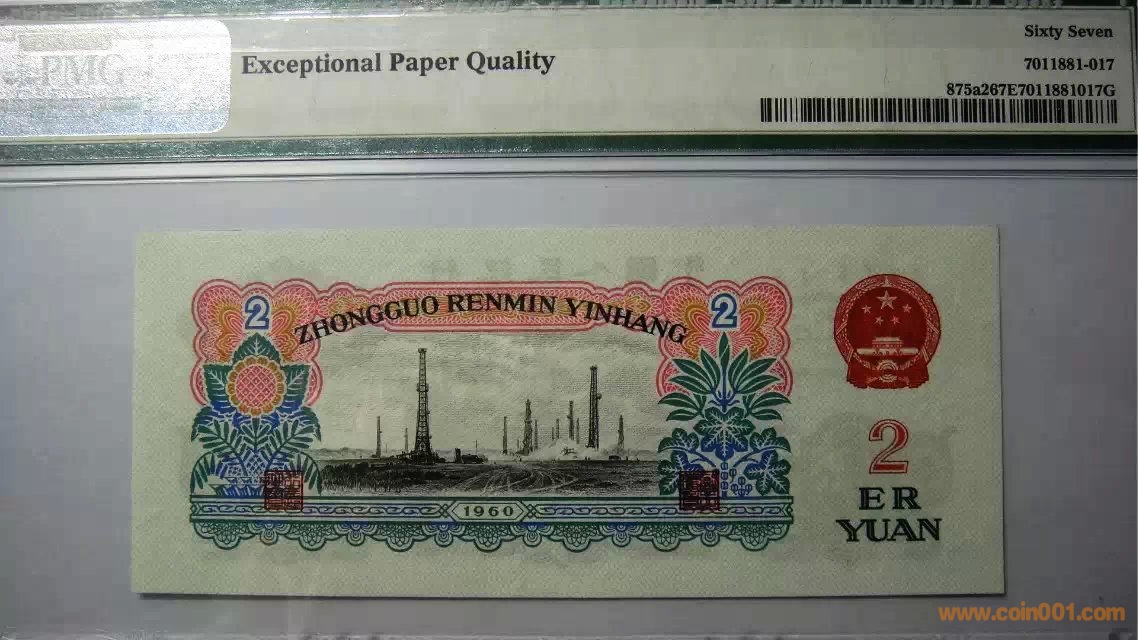 PMG
Exceptional Paper Quality
Sixty Seven
7011881-017
875a267E7011881017G
2
2
ZHONGGUO RENMIN YINHANG
1960
2
ER
YUAN
www.coin001.com